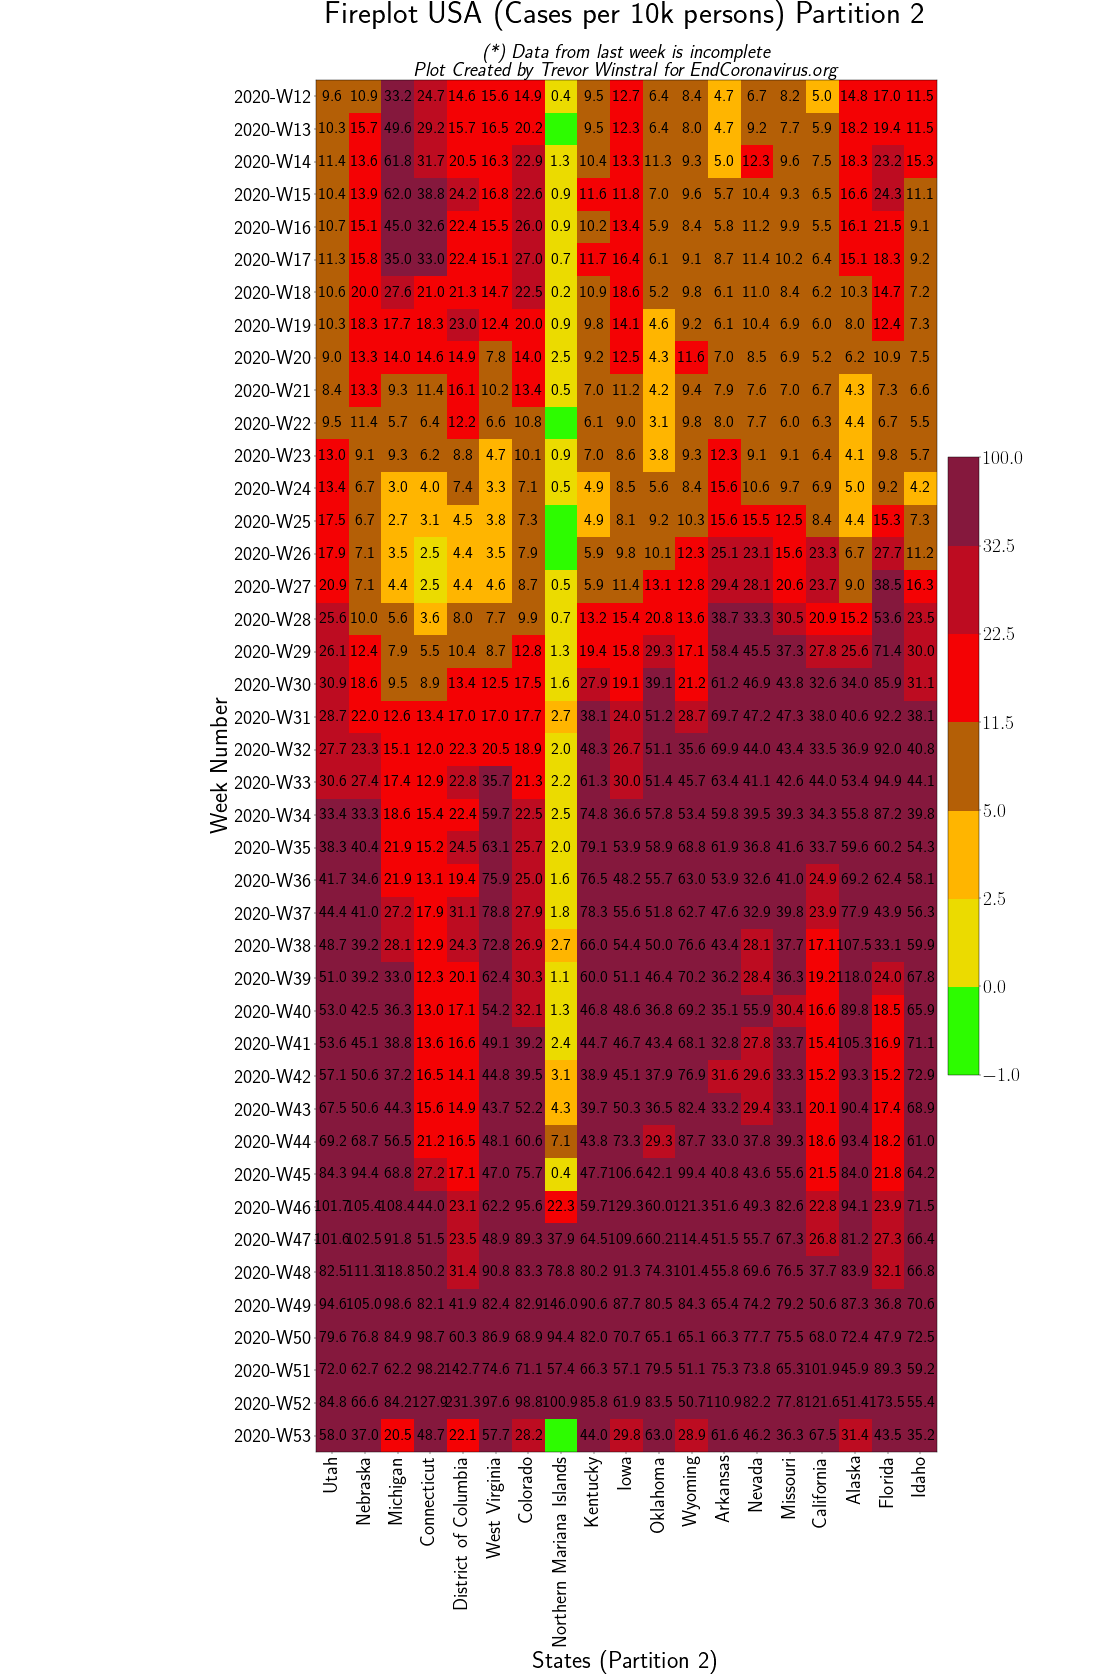 Fireplot USA (Cases per 10k persons) Partition 2
(*) Data from last week is incomplete
Plot Created by Trevor Winstral for EndCoronavirus.org
2020-W12 9.6 10.9 33.2 24.7 14.6 15.6 14.9 0.4 9.5 12.7 6.4 8.4 4.7 6.7 8.2 5.0 14.8 17.0 11.5
2020-W13 10.3 15.7 49.6 29.2 15.7 16.5 20.2 9.5 12.3 6.4 8.0 4.7 9.2 7.7 5.9 18.2 19.4 11.5
2020-W14 11.4 13.6 61.8 31.7 20.5 16.3 22.9 1.3 10.4 13.3 11.3 9.3 5.0 12.3 9.6 7.5 18.3 23.2 15.3
2020-W15 10.4 13.9 62.0 38.8 24.2 16.8 22.6 0.9 11.6 11.8 7.0 9.6 5.7 10.4 9.3 6.5 16.6 24.3 11.1
2020-W16 10.7 15.1 45.0 32.6 22.4 15.5 26.0 0.9 10.2 13.4 5.9 8.4 5.8 11.2 9.9 5.5 16.1 21.5 9.1
2020-W17 11.3 15.8 35.0 33.0 22.4 15.1 27.0 0.7 11.7 16.4 6.1 9.1 8.7 11.4 10.2 6.4 15.1 18.3 9.2
2020-W18 10.6 20.0 27.6 21.0 21.3 14.7 22.5 0.2 10.9 18.6 5.2 9.8 6.1 11.0 8.4 6.2 10.3 14.7 7.2
2020-W19 10.3 18.3 17.7 18.3 23.0 12.4 20.0 0.9 9.8 14.1 4.6 9.2 6.1 10.4 6.9 6.0 8.0 12.4 7.3
2020-W20 9.0 13.3 14.0 14.6 14.9 7.8 14.0 2.5 9.2 12.5 4.3 11.6 7.0 8.5 6.9 5.2 6.2 10.9 7.5
2020-W21 8.4 13.3 9.3 11.4 16.1 10.2 13.4 0.5 7.0 11.2 4.2 9.4 7.9 7.6 7.0 6.7 4.3 7.3 6.6
2020-W22 9.5 11.4 5.7 6.4 12.2 6.6 10.8 6.1 9.0 3.1 9.8 8.0 7.7 6.0 6.3 4.4 6.7 5.5
2020-W23 13.0 9.1 9.3 6.2 8.8 4.7 10.1 0.9 7.0 8.6 3.8 9.3 12.3 9.1 9.1 6.4 4.1 9.8 5.7
2020-W24 13.4 6.7 3.0 4.0 7.4 3.3 7.1 0.5 4.9 8.5 5.6 8.4 15.6 10.6 9.7 6.9 5.0 9.2 4.2
2020-W25 17.5 6.7 2.7 3.1 4.5 3.8 7.3 4.9 8.1 9.2 10.3 15.6 15.5 12.5 8.4 4.4 15.3 7.3
2020-W26 17.9 7.1 3.5 2.5 4.4 3.5 7.9 5.9 9.8 10.1 12.3 25.1 23.1 15.6 23.3 6.7 27.7 11.2
2020-W27 20.9 7.1 4.4 2.5 4.4 4.6 8.7 0.5 5.9 11.4 13.1 12.8 29.4 28.1 20.6 23.7 9.0 38.5 16.3
2020-W28 25.6 10.0 5.6 3.6 8.0 7.7 9.9 0.7 13.2 15.4 20.8 13.6 38.7 33.3 30.5 20.9 15.2 53.6 23.5
2020-W29 26.1 12.4 7.9 5.5 10.4 8.7 12.8 1.3 19.4 15.8 29.3 17.1 58.4 45.5 37.3 27.8 25.6 71.4 30.0
2020-W30 30.9 18.6 9.5 8.9 13.4 12.5 17.5 1.6 27.9 19.1 39.1 21.2 61.2 46.9 43.8 32.6 34.0 85.9 31.1
2020-W31 28.7 22.0 12.6 13.4 17.0 17.0 17.7 2.7 38.1 24.0 51.2 28.7 69.7 47.2 47.3 38.0 40.6 92.2 38.1
2020-W32 27.7 23.3 15.1 12.0 22.3 20.5 18.9 2.0 48.3 26.7 51.1 35.6 69.9 44.0 43.4 33.5 36.9 92.0 40.8
2020-W33 30.6 27.4 17.4 12.9 22.8 35.7 21.3 2.2 61.3 30.0 51.4 45.7 63.4 41.1 42.6 44.0 53.4 94.9 44.1
2020-W34 33.4 33.3 18.6 15.4 22.4 59.7 22.5 2.5 74.8 36.6 57.8 53.4 59.8 39.5 39.3 34.3 55.8 87.2 39.8
2020-W35 38.3 40.4 21.9 15.2 24.5 63.1 25.7 2.0 79.1 53.9 58.9 68.8 61.9 36.8 41.6 33.7 59.6 60.2 54.3
2020-W36 41.7 34.6 21.9 13.1 19.4 75.9 25.0 1.6 76.5 48.2 55.7 63.0 53.9 32.6 41.0 24.9 69.2 62.4 58.1
2020-W37 44.4 41.0 27.2 17.9 31.1 78.8 27.9 1.8 78.3 55.6 51.8 62.7 47.6 32.9 39.8 23.9 77.9 43.9 56.3
2020-W38 48.7 39.2 28.1 12.9 24.3 72.8 26.9 2.7 66.0 54.4 50.0 76.6 43.4 28.1 37.7 17.1 107.5 33.1 59.9
2020-W39 51.0 39.2 33.0 12.3 20.1 62.4 30.3 1.1 60.0 51.1 46.4 70.2 36.2 28.4 36.3 19.2 118.0 24.0 67.8
2020-W40 53.0 42.5 36.3 13.0 17.1 54.2 32.1 1.3 46.8 48.6 36.8 69.2 35.1 55.9 30.4 16.6 89.8 18.5 65.9
2020-W41 53.6 45.1 38.8 13.6 16.6 49.1 39.2 2.4 44.7 46.7 43.4 68.1 32.8 27.8 33.7 15.4 105.3 16.9 71.1
2020-W42 57.1 50.6 37.2 16.5 14.1 44.8 39.5 3.1 38.9 45.1 37.9 76.9 31.6 29.6 33.3 15.2 93.3 15.2 72.9
2020-W43 67.5 50.6 44.3 15.6 14.9 43.7 52.2 4.3 39.7 50.3 36.5 82.4 33.2 29.4 33.1 20.1 90.4 17.4 68.9
2020-W44 69.2 68.7 56.5 21.2 16.5 48.1 60.6 7.1 43.8 73.3 29.3 87.7 33.0 37.8 39.3 18.6 93.4 18.2 61.0
2020-W45 84.3 94.4 68.8 27.2 17.1 47.0 75.7 0.4 47.7 106.6 42.1 99.4 40.8 43.6 55.6 21.5 84.0 21.8 64.2
2020-W46 101.7 105.4 108.4 44.0 23.1 62.2 95.6 22.3 59.7 129.3 60.0 121.3 51.6 49.3 82.6 22.8 94.1 23.9 71.5
2020-W47 101.6 102.5 91.8 51.5 23.5 48.9 89.3 37.9 64.5 109.6 60.2 114.4 51.5 55.7 67.3 26.8 81.2 27.3 66.4
2020-W48 82.5 111.3 118.8 50.2 31.4 90.8 83.3 78.8 80.2 91.3 74.3 101.4 55.8 69.6 76.5 37.7 83.9 32.1 66.8
2020-W49 94.6 105.0 98.6 82.1 41.9 82.4 82.9 146.0 90.6 87.7 80.5 84.3 65.4 74.2 79.2 50.6 87.3 36.8 70.6
2020-W50 79.6 76.8 84.9 98.7 60.3 86.9 68.9 94.4 82.0 70.7 65.1 65.1 66.3 77.7 75.5 68.0 72.4 47.9 72.5
2020-W51 72.0 62.7 62.2 98.2 142.7 74.6 71.1 57.4 66.3 57.1 79.5 51.1 75.3 73.8 65.3 101.9 45.9 89.3 59.2
2020-W52 84.8 66.6 84.2 127.9 231.3 97.6 98.8 100.9 85.8 61.9 83.5 50.7 110.9 82.2 77.8 121.6 51.4 173.5 55.4
2020-W53 58.0 37.0 20.5 48.7 22.1 57.7 28.2 44.0 29.8 63.0 28.9 61.6 46.2 36.3 67.5 31.4 43.5 35.2
Week Number
Utah
Nebraska
Michigan
Connecticut
District of Columbia
West Virginia
Colorado
Northern Mariana Islands
Kentucky
Iowa
Oklahoma
Wyoming
Arkansas
Nevada
Missouri
California
Alaska
Florida
Idaho
States (Partition 2)
100.0
32.5
22.5
11.5
5.0
2.5
0.0
−1.0